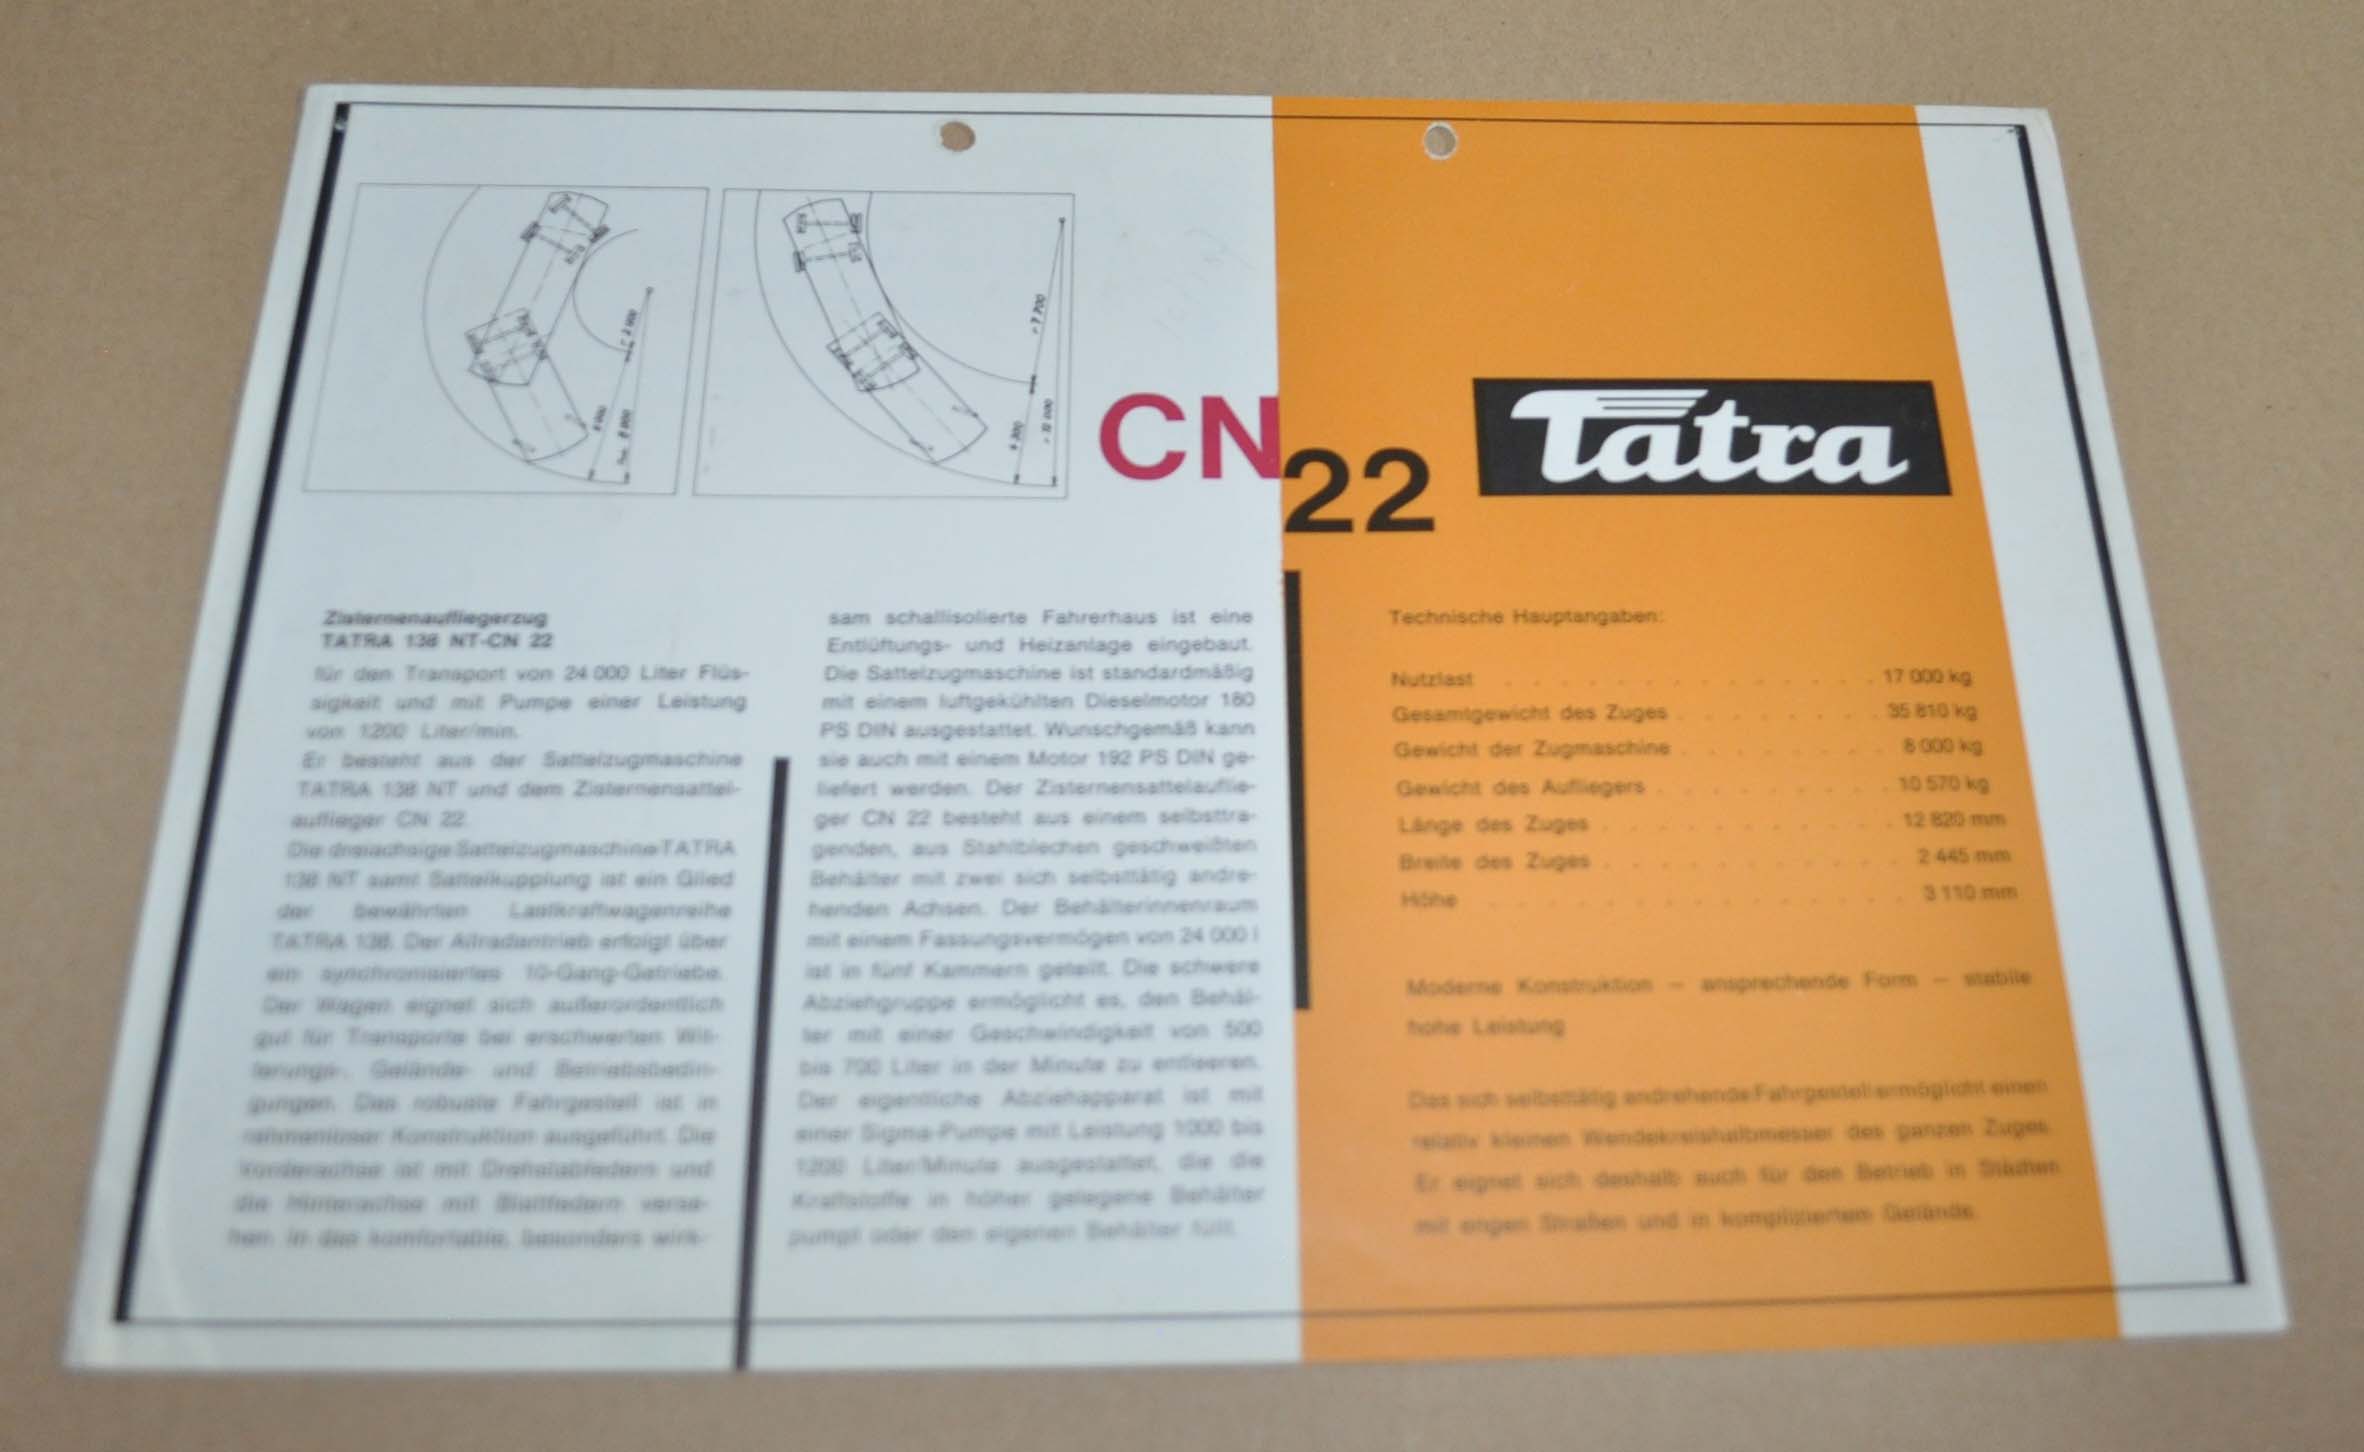 CN
22
Tatra
Zisternenaufliegerzug
TATRA 138 NT-CN 22
für den Transport von 24 000 Liter Flüs-
sigkeit und mit Pumpe einer Leistung
von 1200 Liter/min.
Er besteht aus der Sattelzugmaschine
TATRA 138 NT und dem Zisternensattel-
auflieger CN 22.
Die dreiachsige Sattelzugmaschine TATRA
138 NT samt Sattelkupplung ist ein Glied
der bewährten Lastkraftwagenreihe
TATRA 138. Der Allradantrieb erfolgt über
ein synchronisiertes 10-Gang-Getriebe.
Der Wagen eignet sich außerordentlich
gut für Transporte bei erschwerten Wit-
terungs-, Gelände- und Betriebsbedin-
gungen. Das robuste Fahrgestell ist in
rahmenloser Konstruktion ausgeführt. Die
Vorderachse ist mit Drehstabfedern und
die Hinterachse mit Blattfedern verse-
hen. In das komfortable, besonders wirk-
sam schallisolierte Fahrerhaus ist eine
Entlüftungs- und Heizanlage eingebaut.
Die Sattelzugmaschine ist standardmäßig
mit einem luftgekühlten Dieselmotor 180
PS DIN ausgestattet. Wunschgemäß kann
sie auch mit einem Motor 192 PS DIN ge-
liefert werden. Der Zisternensattelauflie-
ger CN 22 besteht aus einem selbsttra-
genden, aus Stahlblechen geschweißten
Behälter mit zwei sich selbsttätig andre-
henden Achsen. Der Behälterinnenraum
mit einem Fassungsvermögen von 24 000 l
ist in fünf Kammern geteilt. Die schwere
Abziehgruppe ermöglicht es, den Behäl-
ter mit einer Geschwindigkeit von 500
bis 700 Liter in der Minute zu entleeren.
Der eigentliche Abziehapparat ist mit
einer Sigma-Pumpe mit Leistung 1000 bis
1200 Liter/Minute ausgestattet, die die
Kraftstoffe in höher gelegene Behälter
pumpt oder den eigenen Behälter füllt.
Technische Hauptangaben:
Nutzlast . . . . . . . . . . . . . . 17 000 kg
Gesamtgewicht des Zuges . . . . . . . . 35 810 kg
Gewicht der Zugmaschine . . . . . . . . 8 000 kg
Gewicht des Aufliegers . . . . . . . . . 10 570 kg
Länge des Zuges . . . . . . . . . . . 12 820 mm
Breite des Zuges . . . . . . . . . . . 2 445 mm
Höhe . . . . . . . . . . . . . . . 3 110 mm
Moderne Konstruktion – ansprechende Form – stabile
hohe Leistung
Das sich selbsttätig andrehende Fahrgestell ermöglicht einen
relativ kleinen Wendekreishalbmesser des ganzen Zuges.
Er eignet sich deshalb auch für den Betrieb in Städten
mit engen Straßen und in kompliziertem Gelände.